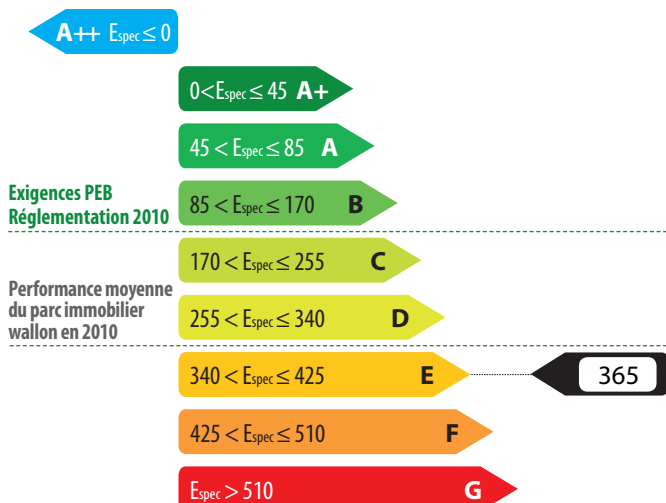 A++ Espec ≤ 0
0<Espec ≤ 45 A+
45 < Espec ≤ 85 A
Exigences PEB
Réglementation 2010
85 < Espec ≤ 170 B
170 < Espec ≤ 255 C
Performance moyenne
du parc immobilier
wallon en 2010
255 < Espec ≤ 340 D
340 < Espec ≤ 425 E
365
425 < Espec ≤ 510 F
Espec > 510 G